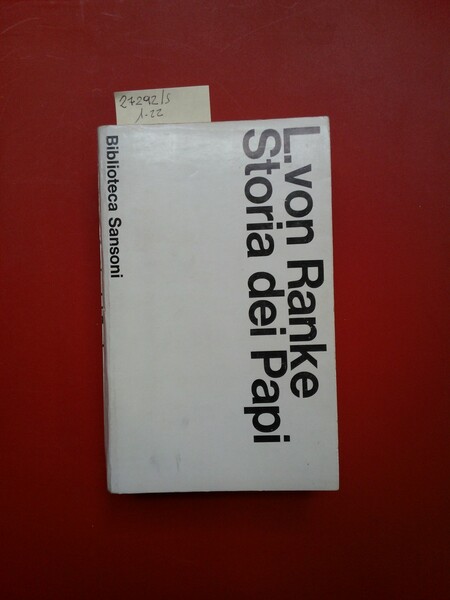 27292/S
1-22
L. von Ranke
Storia dei Papi
Biblioteca Sansoni